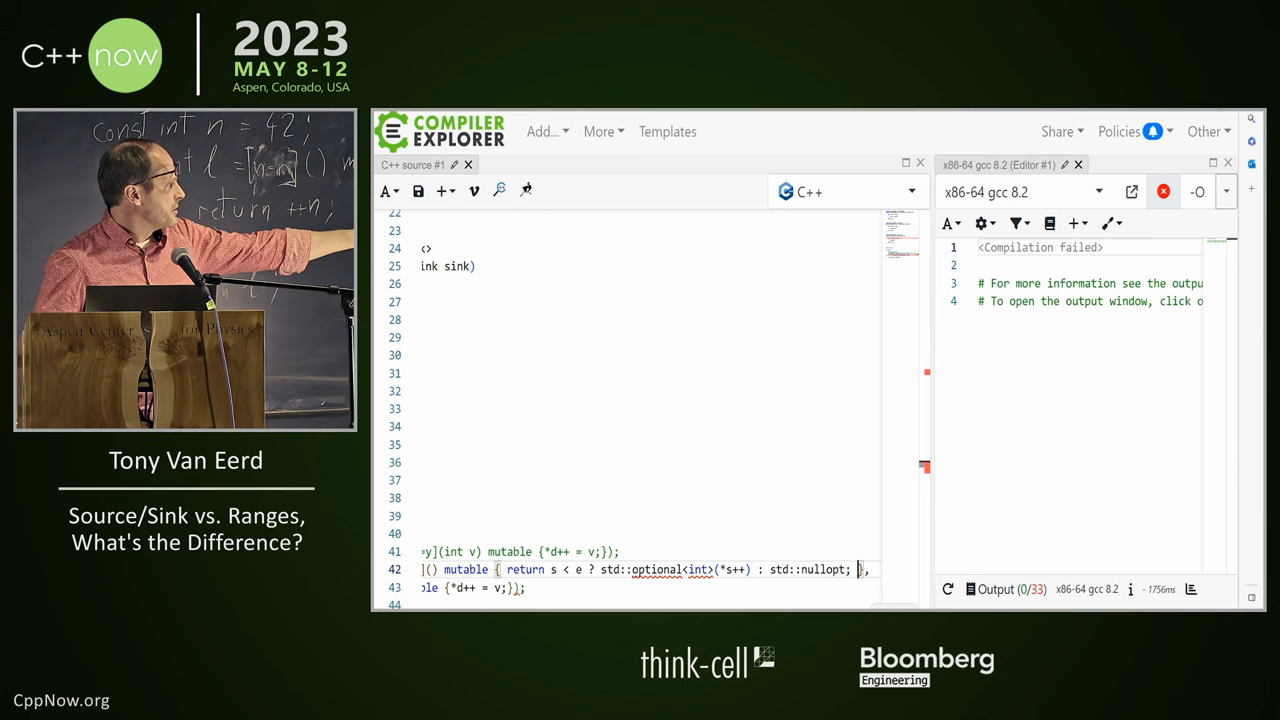 C++ now
2023
MAY 8-12
Aspen, Colorado, USA
const int n = 42;
return ++n;
Aspen Center for Physics
Tony Van Eerd
Source/Sink vs. Ranges,
What's the Difference?
CppNow.org
COMPILER
EXPLORER
Add...
More
Templates
Share
Policies
Other
C++ source #1
A
C++
22
23
24 <>
25 ink sink)
26
27
28
29
30
31
32
33
34
35
36
37
38
39
40
41 =y](int v) mutable {*d++ = v;});
42 ]() mutable { return s < e ? std::optional<int>(*s++) : std::nullopt; },
43 ble {*d++ = v;});
44
x86-64 gcc 8.2 (Editor #1)
x86-64 gcc 8.2
-O
A
1 <Compilation failed>
2
3 # For more information see the outpu
4 # To open the output window, click o
Output (0/33) x86-64 gcc 8.2 i - 1756ms
think-cell
Bloomberg
Engineering